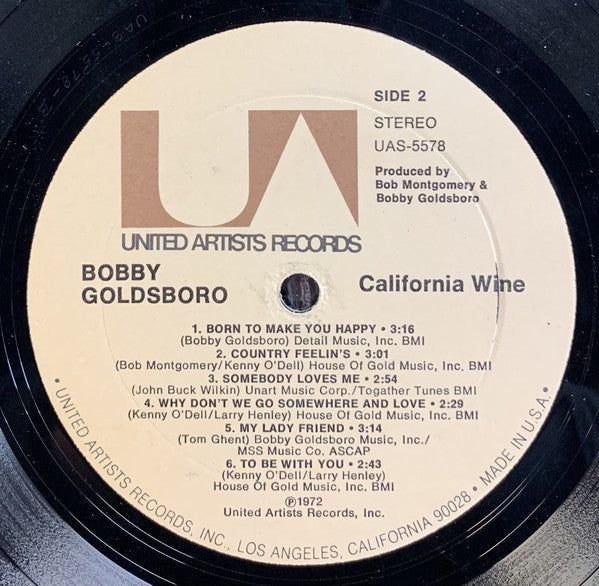 UAS-5578-B
SIDE 2
STEREO
UAS-5578
Produced by
Bob Montgomery &
Bobby Goldsboro
UA
UNITED ARTISTS RECORDS
BOBBY
GOLDSBORO
California Wine
1. BORN TO MAKE YOU HAPPY • 3:16
(Bobby Goldsboro) Detail Music, Inc. BMI
2. COUNTRY FEELIN'S • 3:01
(Bob Montgomery/Kenny O'Dell) House Of Gold Music, Inc. BMI
3. SOMEBODY LOVES ME • 2:54
(John Buck Wilkin) Unart Music Corp./Togather Tunes BMI
4. WHY DON'T WE GO SOMEWHERE AND LOVE • 2:29
(Kenny O'Dell/Larry Henley) House Of Gold Music, Inc. BMI
5. MY LADY FRIEND • 3:14
(Tom Ghent) Bobby Goldsboro Music, Inc./
MSS Music Co. ASCAP
6. TO BE WITH YOU • 2:43
(Kenny O'Dell/Larry Henley)
House Of Gold Music, Inc. BMI
℗1972
United Artists Records, Inc.
• UNITED ARTISTS RECORDS, INC., LOS ANGELES, CALIFORNIA 90028 • MADE IN U.S.A. •